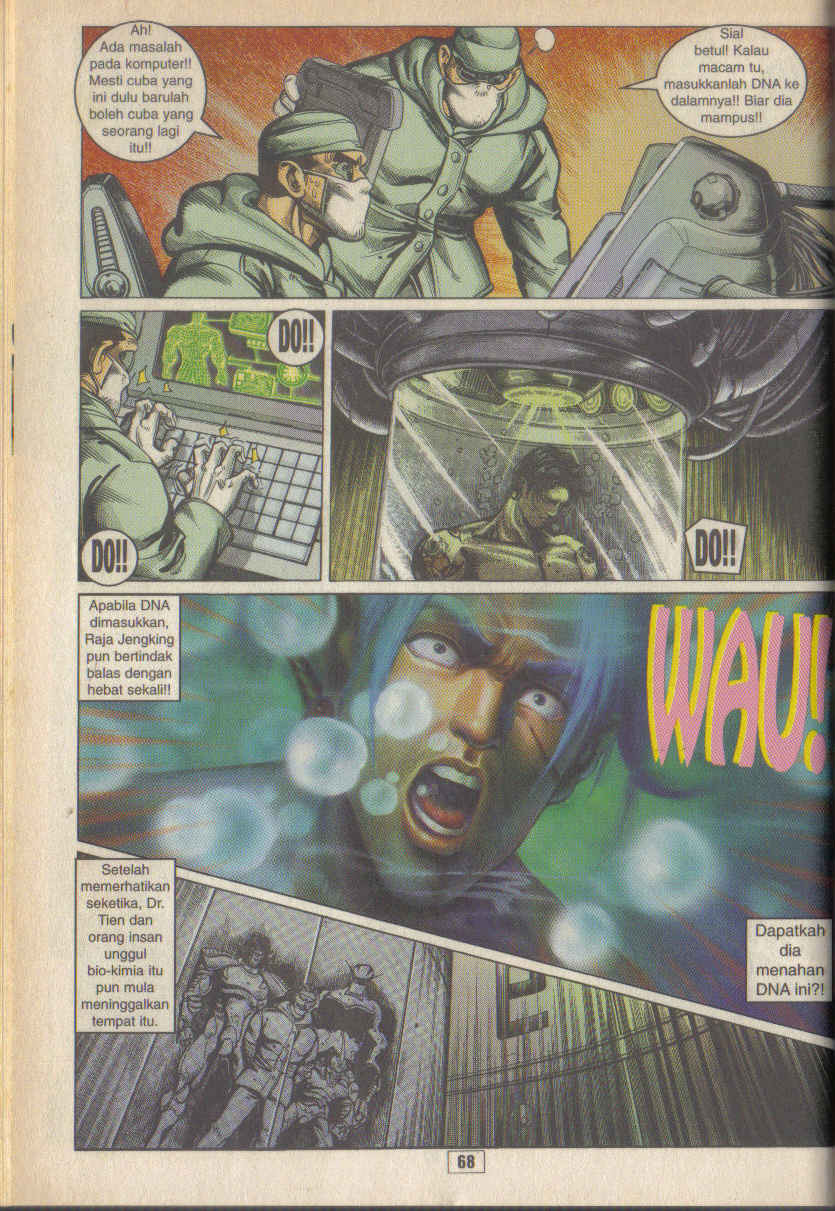 Ah!
Ada masalah
pada komputer!!
Mesti cuba yang
ini dulu barulah
boleh cuba yang
seorang lagi
itu!!
Sial
betul! Kalau
macam tu,
masukkanlah DNA ke
dalamnya!! Biar dia
mampus!!
DO!!
DO!!
DO!!
Apabila DNA
dimasukkan,
Raja Jengking
pun bertindak
balas dengan
hebat sekali!!
WAU!
Setelah
memerhatikan
seketika, Dr.
Tien dan
orang insan
unggul
bio-kimia itu
pun mula
meninggalkan
tempat itu.
Dapatkah
dia
menahan
DNA ini?!
68